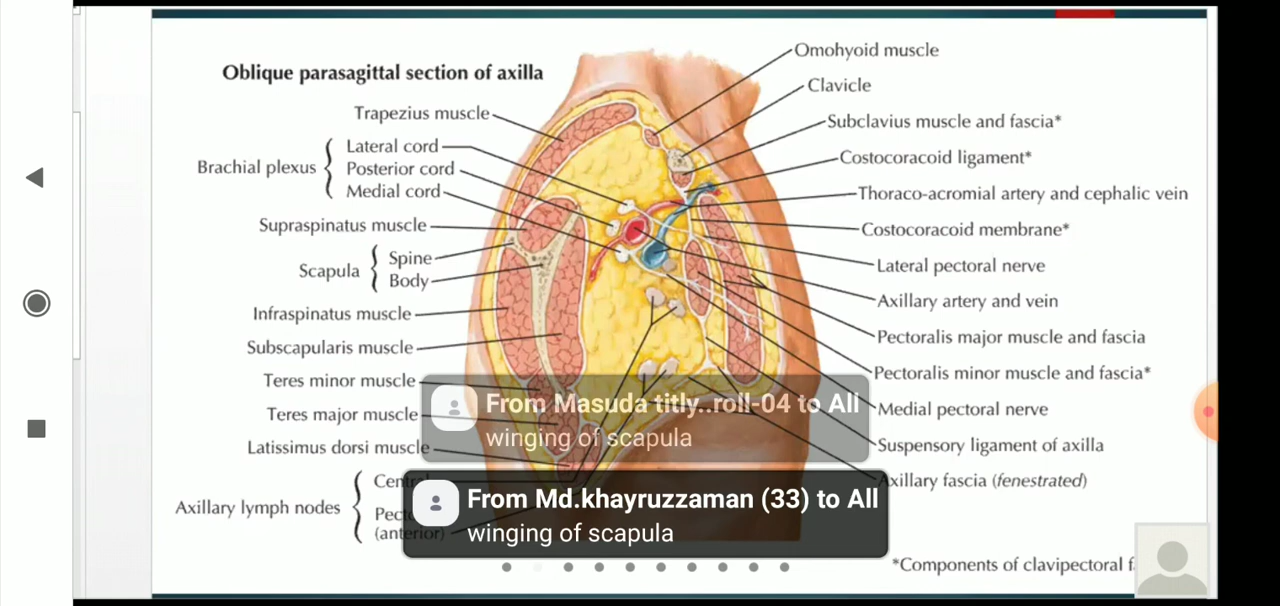 Oblique parasagittal section of axilla
Trapezius muscle
Brachial plexus
Lateral cord
Posterior cord
Medial cord
Supraspinatus muscle
Scapula
Spine
Body
Infraspinatus muscle
Subscapularis muscle
Teres minor muscle
Teres major muscle
Latissimus dorsi muscle
Axillary lymph nodes
(anterior)
Omohyoid muscle
Clavicle
Subclavius muscle and fascia*
Costocoracoid ligament*
Thoraco-acromial artery and cephalic vein
Costocoracoid membrane*
Lateral pectoral nerve
Axillary artery and vein
Pectoralis major muscle and fascia
Pectoralis minor muscle and fascia*
Medial pectoral nerve
Suspensory ligament of axilla
Axillary fascia (fenestrated)
From Masuda titly..roll-04 to All
winging of scapula
From Md.khayruzzaman (33) to All
winging of scapula
*Components of clavipectoral